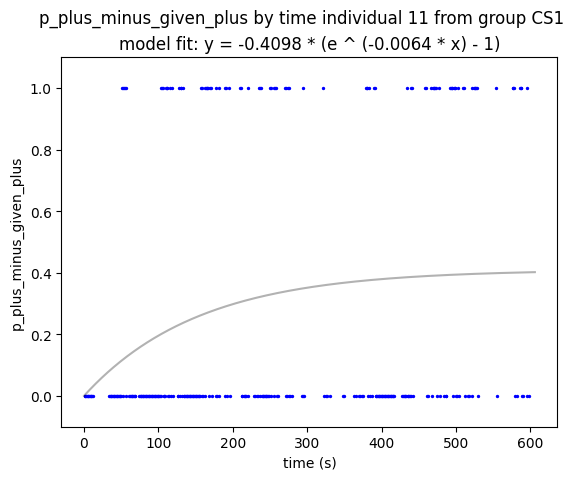 p_plus_minus_given_plus by time individual 11 from group CS1
model fit: y = -0.4098 * (e ^ (-0.0064 * x) - 1)
p_plus_minus_given_plus
1.0
0.8
0.6
0.4
0.2
0.0
0 100 200 300 400 500 600
time (s)